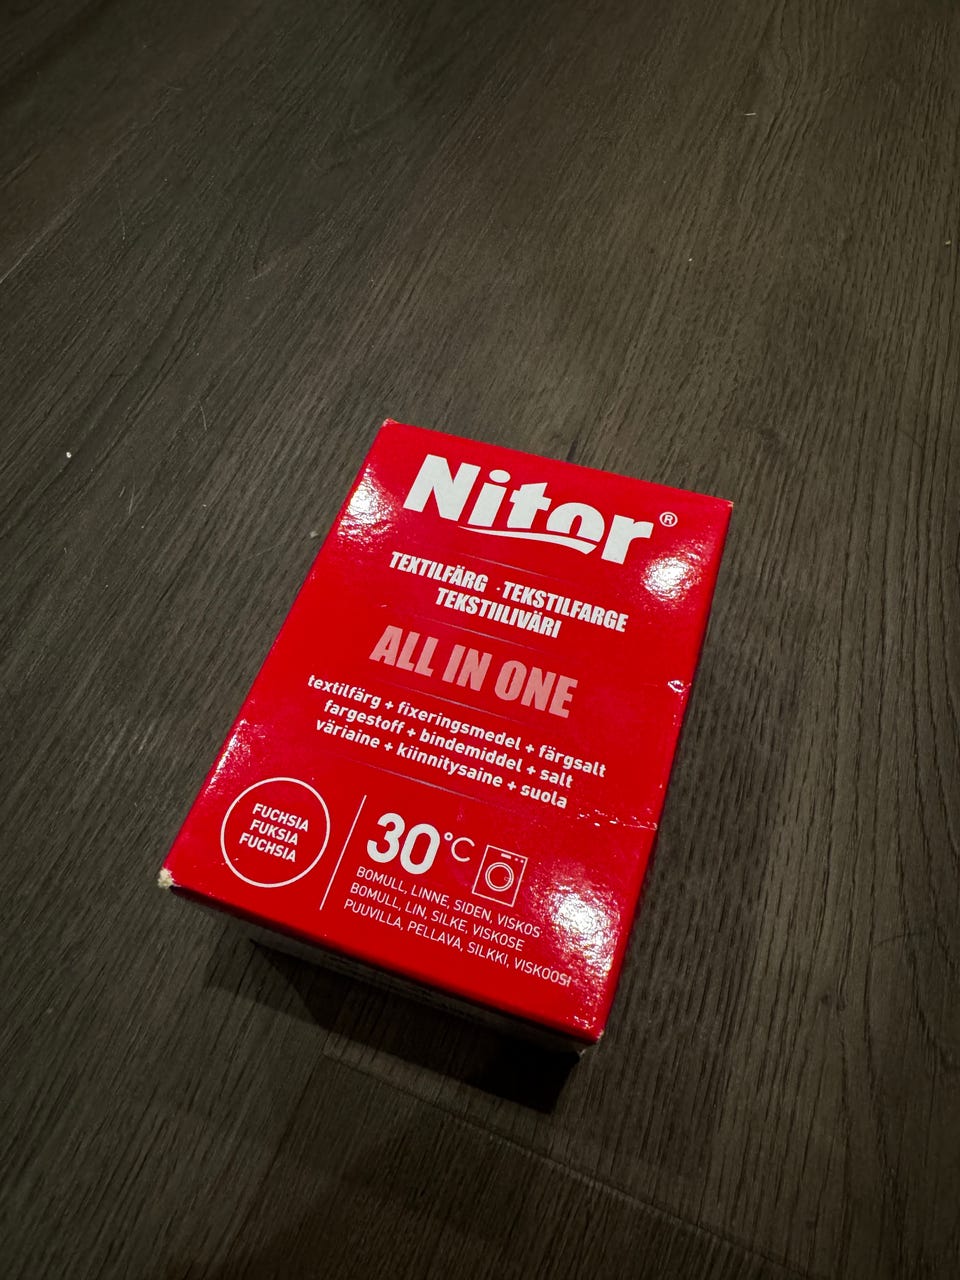 Nitor®
TEXTILFÄRG · TEKSTILFARGE
TEKSTIILIVÄRI
ALL IN ONE
textilfärg + fixeringsmedel + färgsalt
fargestoff + bindemiddel + salt
väriaine + kiinnitysaine + suola
FUCHSIA
FUKSIA
FUCHSIA
30°C
BOMULL, LINNE, SIDEN, VISKOS
BOMULL, LIN, SILKE, VISKOSE
PUUVILLA, PELLAVA, SILKKI, VISKOOSI